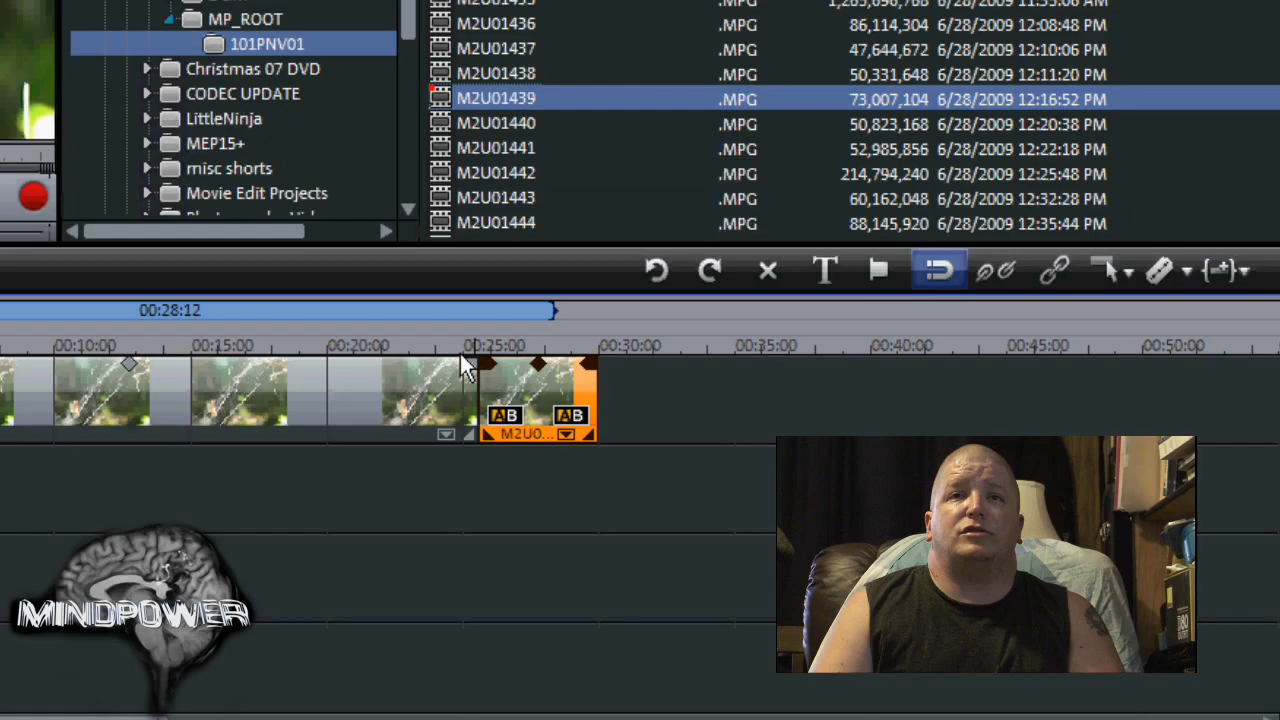 MP_ROOT
101PNV01
Christmas 07 DVD
CODEC UPDATE
LittleNinja
MEP15+
misc shorts
Movie Edit Projects
M2U01436 .MPG 86,114,304 6/28/2009 12:08:48 PM
M2U01437 .MPG 47,644,672 6/28/2009 12:10:06 PM
M2U01438 .MPG 50,331,648 6/28/2009 12:11:20 PM
M2U01439 .MPG 73,007,104 6/28/2009 12:16:52 PM
M2U01440 .MPG 50,823,168 6/28/2009 12:20:38 PM
M2U01441 .MPG 52,985,856 6/28/2009 12:22:18 PM
M2U01442 .MPG 214,794,240 6/28/2009 12:25:48 PM
M2U01443 .MPG 60,162,048 6/28/2009 12:32:28 PM
M2U01444 .MPG 88,145,920 6/28/2009 12:35:44 PM
T
00:28:12
00:10:00 00:15:00 00:20:00 00:25:00 00:30:00 00:35:00 00:40:00 00:45:00 00:50:00
AB AB
M2U0...
MINDPOWER
80